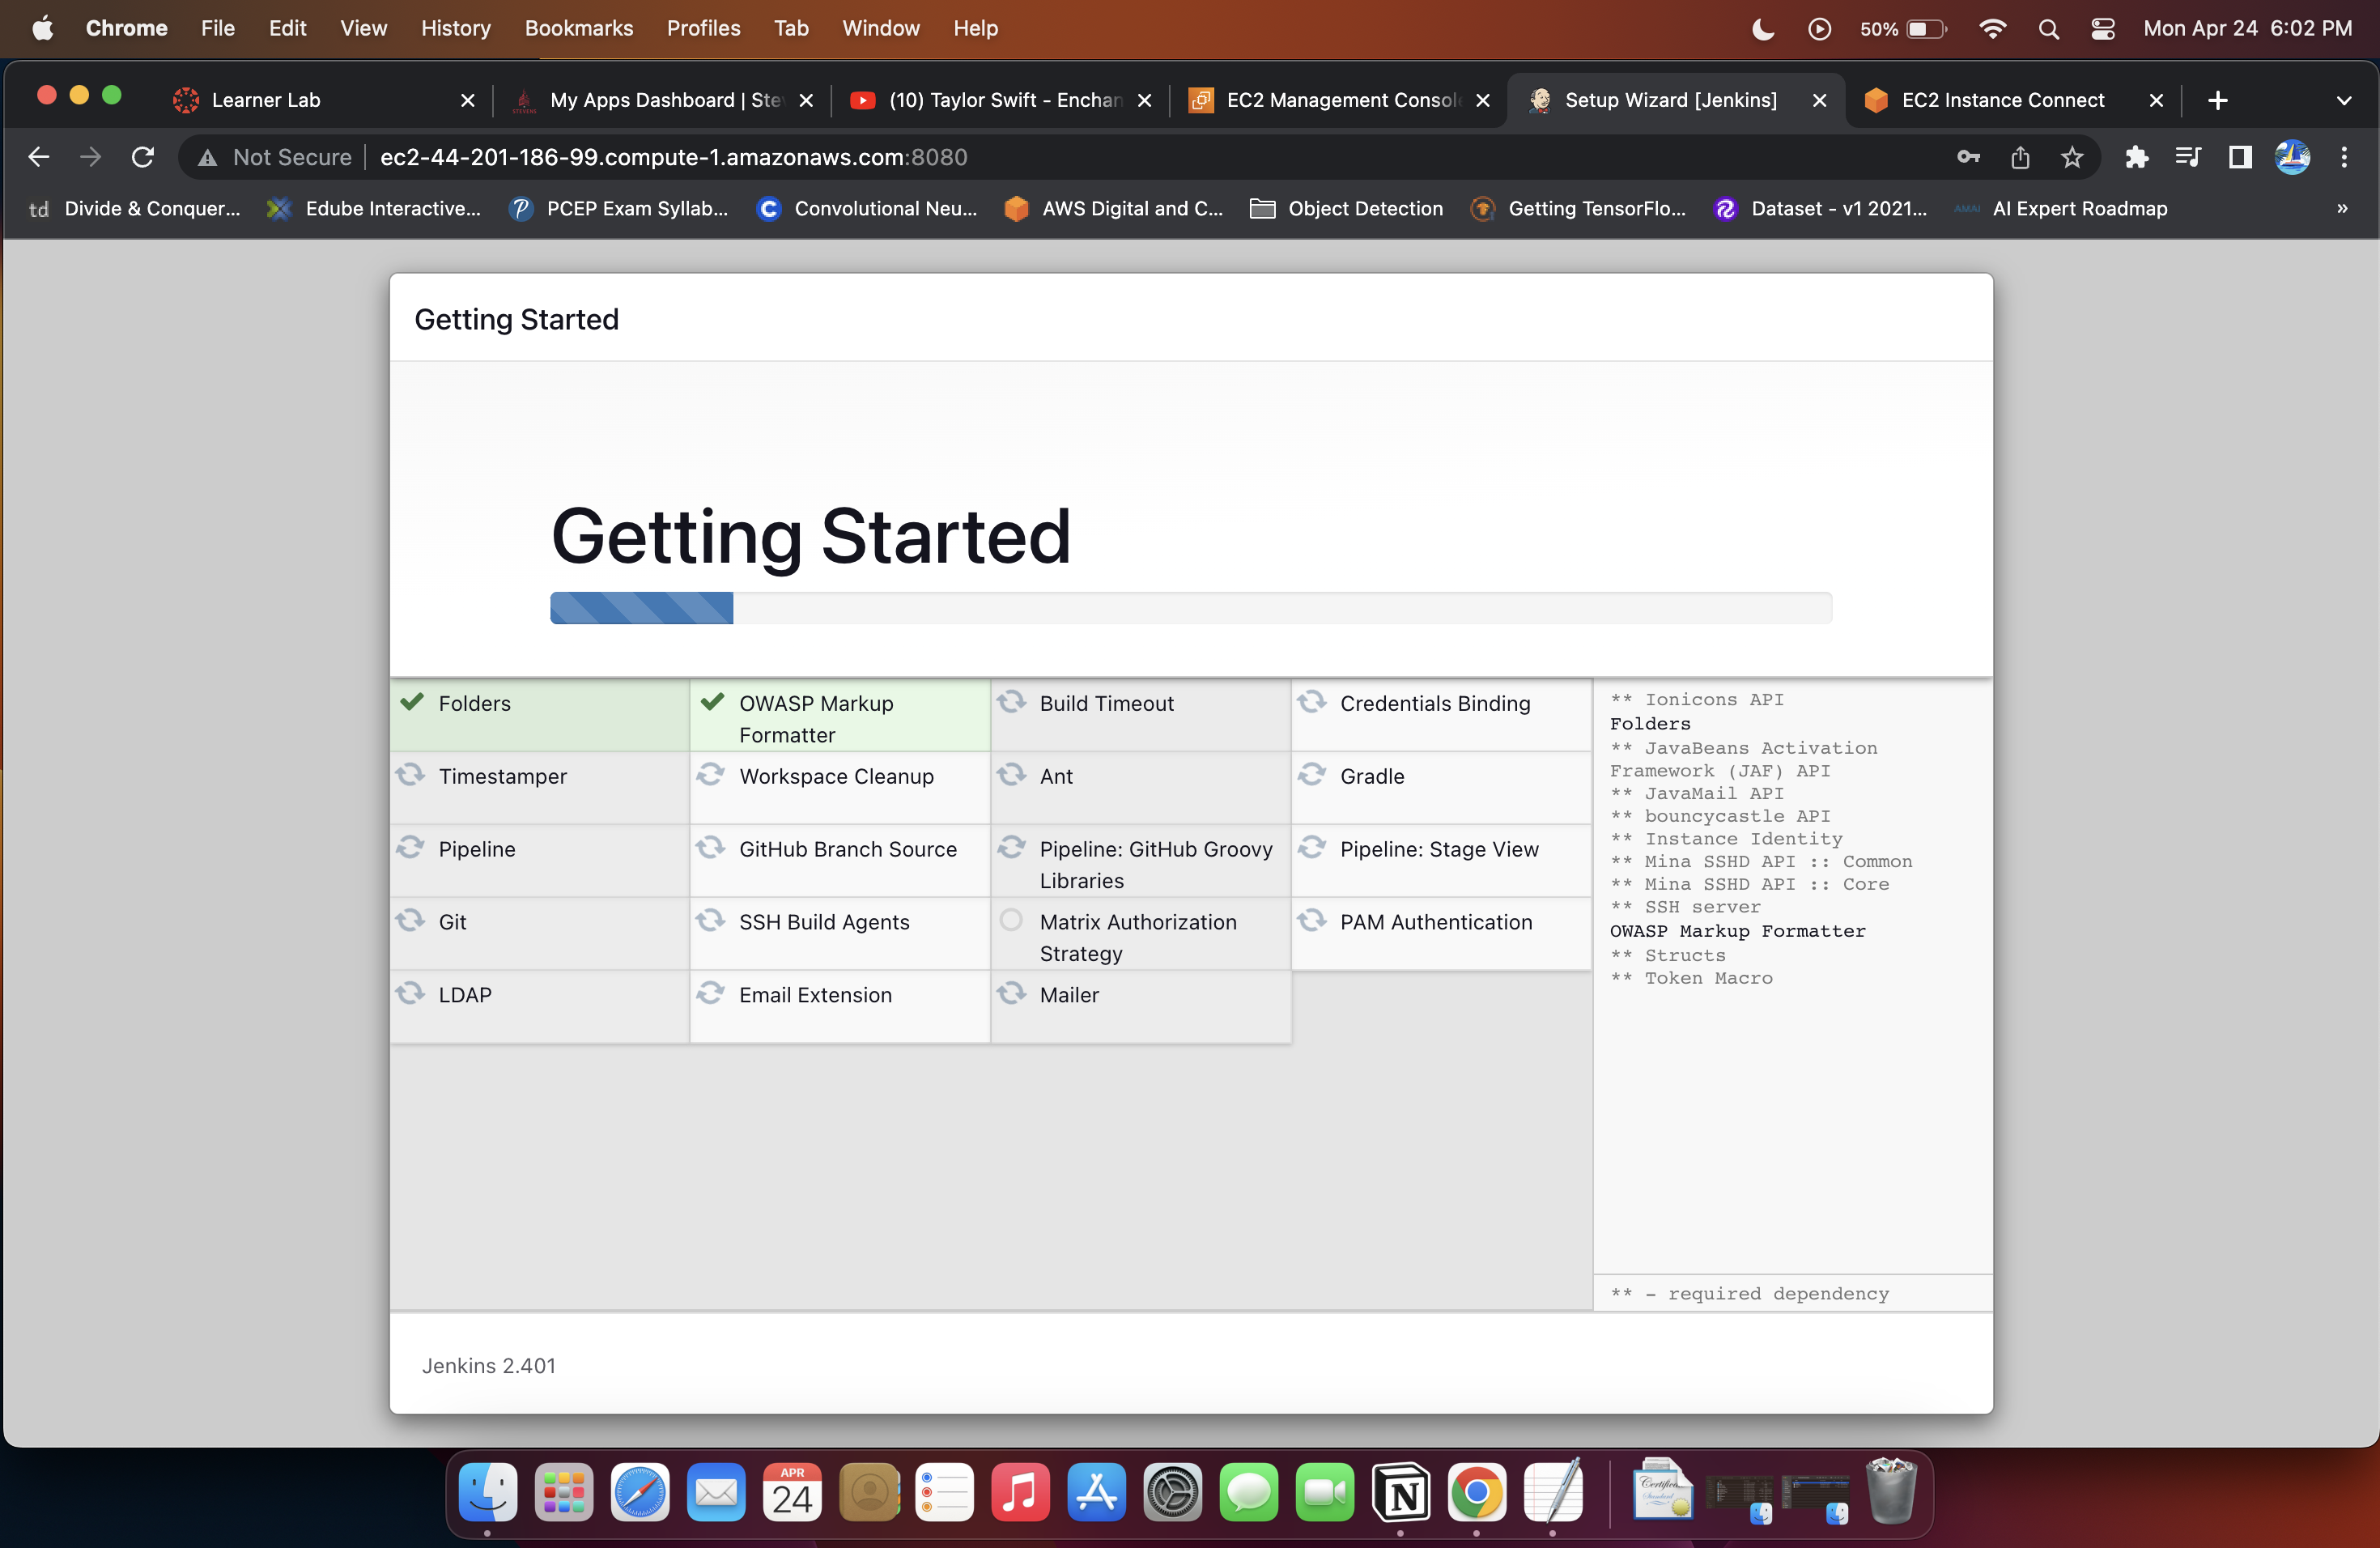 Chrome File Edit View History Bookmarks Profiles Tab Window Help 50% Mon Apr 24 6:02 PM
Learner Lab My Apps Dashboard | Ste (10) Taylor Swift - Enchan EC2 Management Consol Setup Wizard [Jenkins] EC2 Instance Connect
Not Secure ec2-44-201-186-99.compute-1.amazonaws.com:8080
td Divide & Conquer... Edube Interactive... PCEP Exam Syllab... Convolutional Neu... AWS Digital and C... Object Detection Getting TensorFlo... Dataset - v1 2021... AMAI AI Expert Roadmap »
Getting Started
Getting Started
Folders
OWASP Markup
Formatter
Build Timeout
Credentials Binding
Timestamper
Workspace Cleanup
Ant
Gradle
Pipeline
GitHub Branch Source
Pipeline: GitHub Groovy
Libraries
Pipeline: Stage View
Git
SSH Build Agents
Matrix Authorization
Strategy
PAM Authentication
LDAP
Email Extension
Mailer
** Ionicons API
Folders
** JavaBeans Activation
Framework (JAF) API
** JavaMail API
** bouncycastle API
** Instance Identity
** Mina SSHD API :: Common
** Mina SSHD API :: Core
** SSH server
OWASP Markup Formatter
** Structs
** Token Macro
** - required dependency
Jenkins 2.401
APR
24